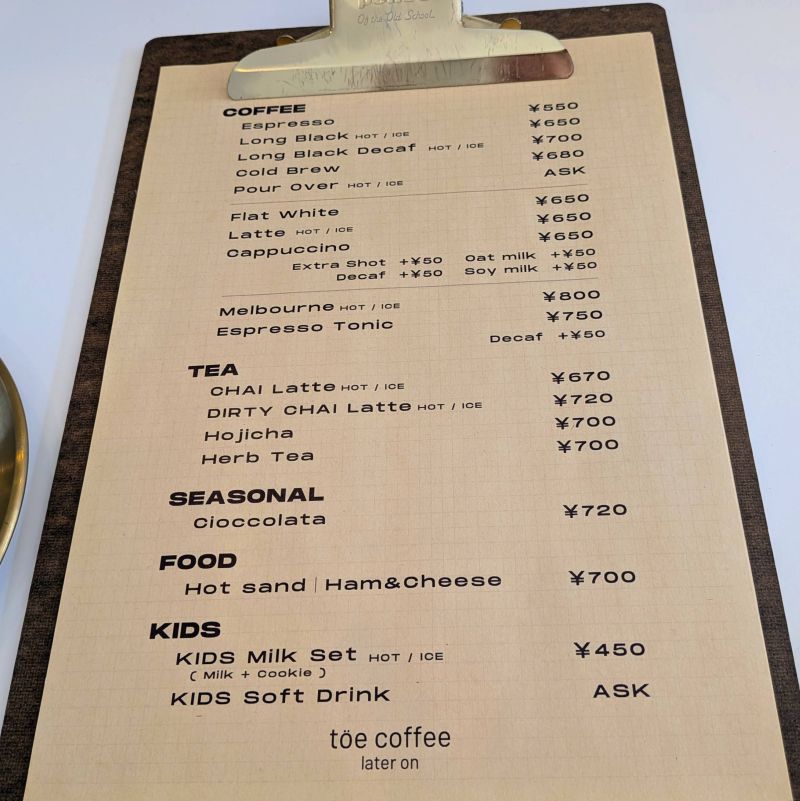 Of the Old School
COFFEE
Espresso ¥550
Long Black HOT / ICE ¥650
Long Black Decaf HOT / ICE ¥700
Cold Brew ¥680
Pour Over HOT / ICE ASK
Flat White ¥650
Latte HOT / ICE ¥650
Cappuccino ¥650
Extra Shot +¥50 Oat milk +¥50
Decaf +¥50 Soy milk +¥50
Melbourne HOT / ICE ¥800
Espresso Tonic ¥750
Decaf +¥50
TEA
CHAI Latte HOT / ICE ¥670
DIRTY CHAI Latte HOT / ICE ¥720
Hojicha ¥700
Herb Tea ¥700
SEASONAL
Cioccolata ¥720
FOOD
Hot sand | Ham&Cheese ¥700
KIDS
KIDS Milk Set HOT / ICE ¥450
( Milk + Cookie )
KIDS Soft Drink ASK
töe coffee
later on